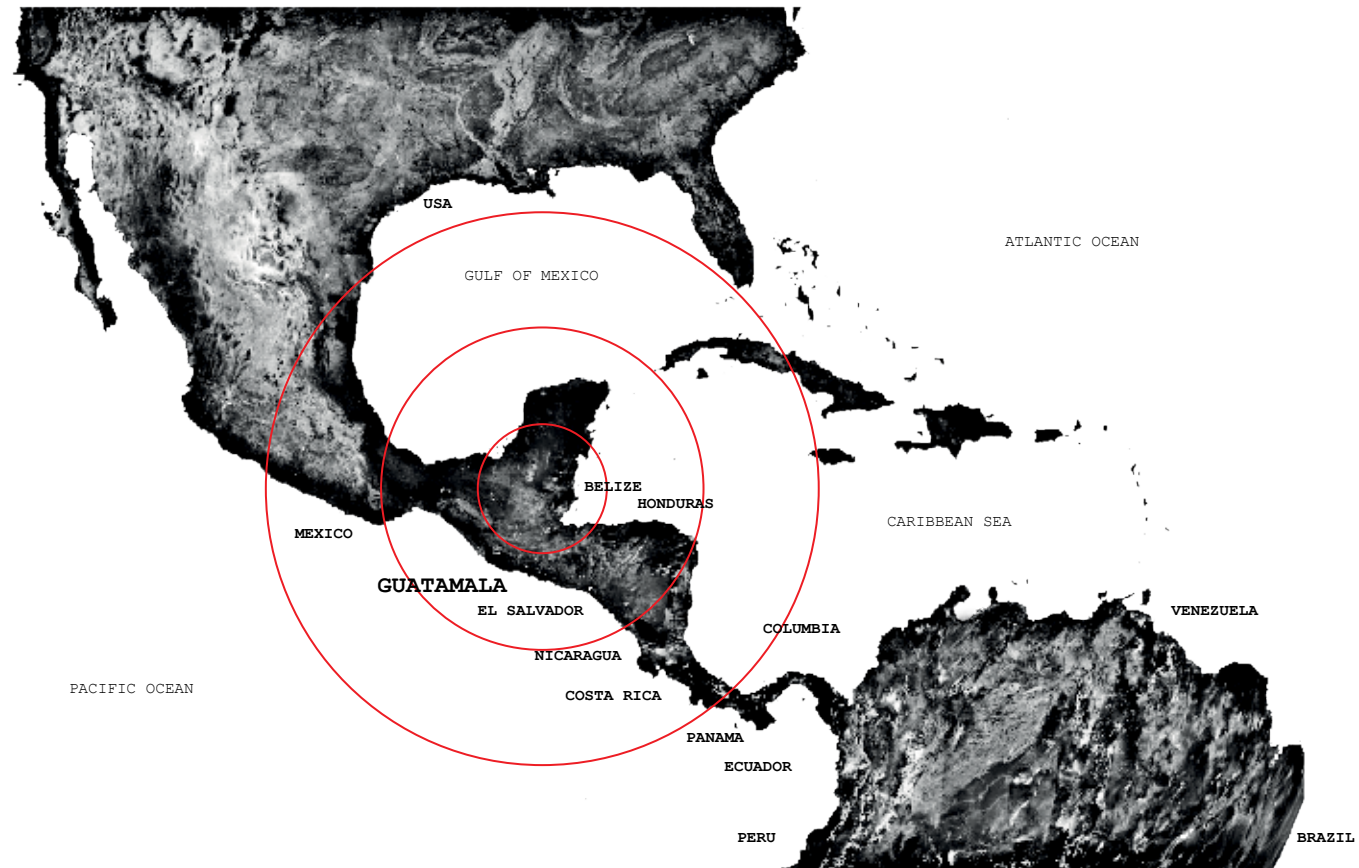 USA
ATLANTIC OCEAN
GULF OF MEXICO
BELIZE
HONDURAS
CARIBBEAN SEA
MEXICO
GUATAMALA
EL SALVADOR
VENEZUELA
COLUMBIA
NICARAGUA
PACIFIC OCEAN
COSTA RICA
PANAMA
ECUADOR
PERU
BRAZIL